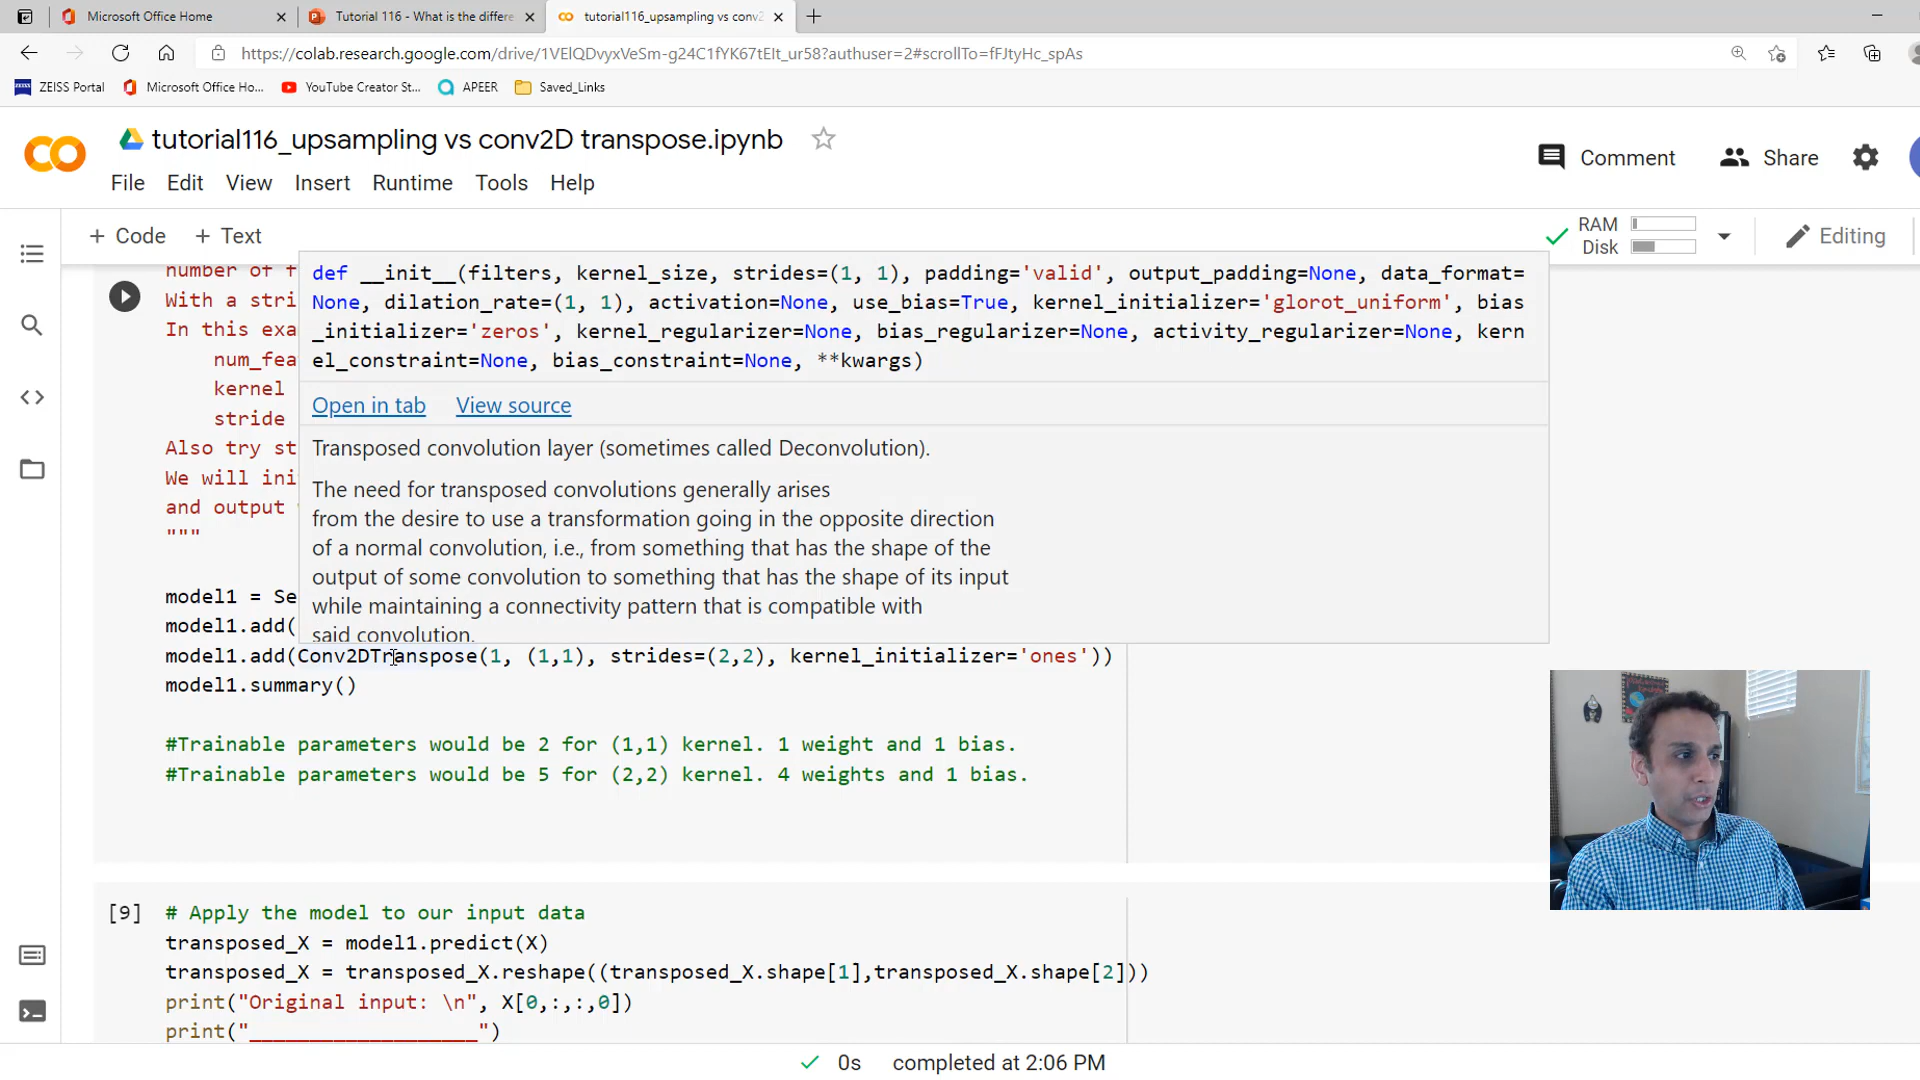 Microsoft Office Home
Tutorial 116 - What is the differe
tutorial116_upsampling vs conv2
https://colab.research.google.com/drive/1VElQDvyxVeSm-g24C1fYK67tEIt_ur58?authuser=2#scrollTo=fFJtyHc_spAs
ZEISS Portal
Microsoft Office Ho...
YouTube Creator St...
APEER
Saved_Links
tutorial116_upsampling vs conv2D transpose.ipynb
Comment
Share
File Edit View Insert Runtime Tools Help
+ Code + Text
RAM
Disk
Editing
number of f
With a stri
In this exa
num_fea
kernel
stride
Also try st
We will ini
and output
"""
def __init__(filters, kernel_size, strides=(1, 1), padding='valid', output_padding=None, data_format=
None, dilation_rate=(1, 1), activation=None, use_bias=True, kernel_initializer='glorot_uniform', bias
_initializer='zeros', kernel_regularizer=None, bias_regularizer=None, activity_regularizer=None, kern
el_constraint=None, bias_constraint=None, **kwargs)
Open in tab View source
Transposed convolution layer (sometimes called Deconvolution).
The need for transposed convolutions generally arises
from the desire to use a transformation going in the opposite direction
of a normal convolution, i.e., from something that has the shape of the
output of some convolution to something that has the shape of its input
while maintaining a connectivity pattern that is compatible with
said convolution.
model1 = Se
model1.add(
model1.add(Conv2DTranspose(1, (1,1), strides=(2,2), kernel_initializer='ones'))
model1.summary()
#Trainable parameters would be 2 for (1,1) kernel. 1 weight and 1 bias.
#Trainable parameters would be 5 for (2,2) kernel. 4 weights and 1 bias.
[9] # Apply the model to our input data
transposed_X = model1.predict(X)
transposed_X = transposed_X.reshape((transposed_X.shape[1],transposed_X.shape[2]))
print("Original input: \n", X[0,:,:,0])
print("___________________")
0s completed at 2:06 PM